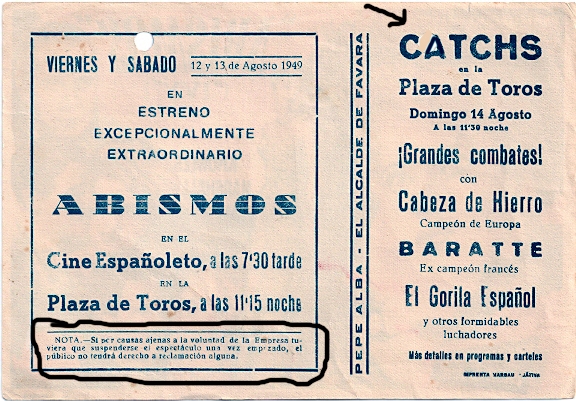 VIERNES Y SABADO
12 y 13, de Agosto 1949
EN
ESTRENO
EXCEPCIONALMENTE
EXTRAORDINARIO
ABISMOS
EN EL
Cine Españoleto, a las 7'30 tarde
EN LA
Plaza de Toros, a las 11'15 noche
NOTA.—Si por causas ajenas a la voluntad de la Empresa tu-
viera que suspenderse el espectáculo una vez empezado, el
público no tendrá derecho a reclamación alguna.
PEPE ALBA - EL ALCALDE DE FAVARA
CATCHS
en la
Plaza de Toros
Domingo 14 Agosto
A las 11'30 noche
¡Grandes combates!
con
Cabeza de Hierro
Campeón de Europa
BARATTE
Ex campeón francés
El Gorila Español
y otros formidables
luchadores
Más detalles en programas y carteles
IMPRENTA MARBAU - JÁTIVA